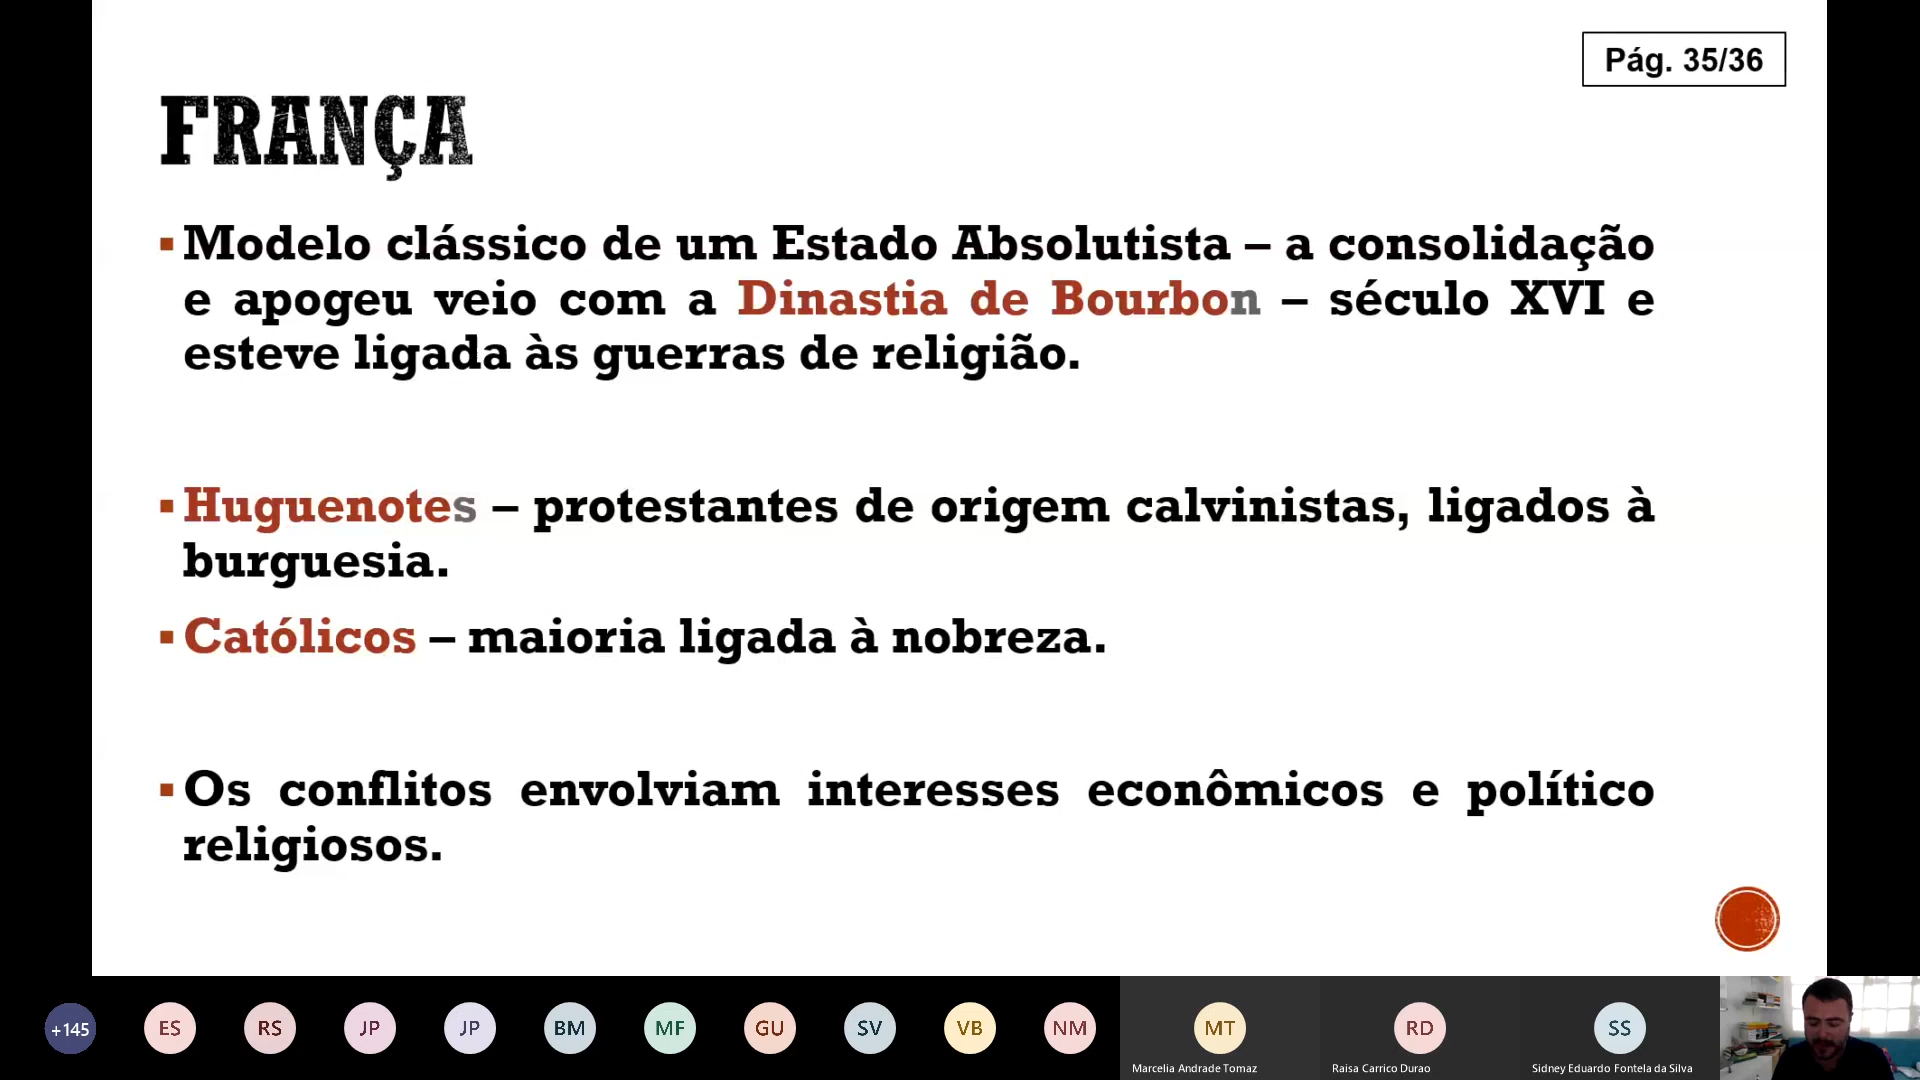 Pág. 35/36
FRANÇA
▪Modelo clássico de um Estado Absolutista – a consolidação
e apogeu veio com a Dinastia de Bourbon – século XVI e
esteve ligada às guerras de religião.
▪Huguenotes – protestantes de origem calvinistas, ligados à
burguesia.
▪Católicos – maioria ligada à nobreza.
▪Os conflitos envolviam interesses econômicos e político
religiosos.
+145 ES RS JP JP BM MF GU SV VB NM MT RD SS
Marcelia Andrade Tomaz Raisa Carrico Durao Sidney Eduardo Fontela da Silva